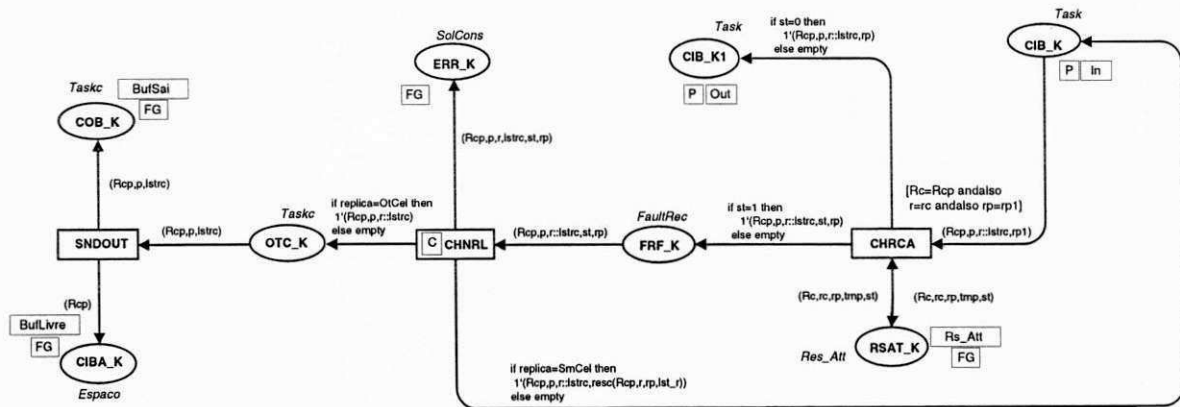 Task
if st=0 then
1'(Rcp,p,r::lstrc,rp)
else empty
CIB_K1
P Out
Task
CIB_K
P In
SolCons
ERR_K
FG
Taskc
BufSai
FG
COB_K
(Rcp,p,r,lstrc,st,rp)
(Rcp,p,lstrc)
[Rc=Rcp andalso
r=rc andalso rp=rp1]
if replica=OtCel then
1'(Rcp,p,r::lstrc)
else empty
if st=1 then
1'(Rcp,p,r::lstrc,st,rp)
else empty
Taskc
FaultRec
SNDOUT
(Rcp,p,lstrc)
OTC_K
C CHNRL
(Rcp,p,r::lstrc,st,rp)
FRF_K
CHRCA
(Rcp,p,r::lstrc,rp1)
(Rcp)
(Rc,rc,rp,tmp,st)
(Rc,rc,rp,tmp,st)
BufLivre
FG
CIBA_K
Espaco
Res_Att
RSAT_K
Rs_Att
FG
if replica=SmCel then
1'(Rcp,p,r::lstrc,resc(Rcp,r,rp,lst_r))
else empty